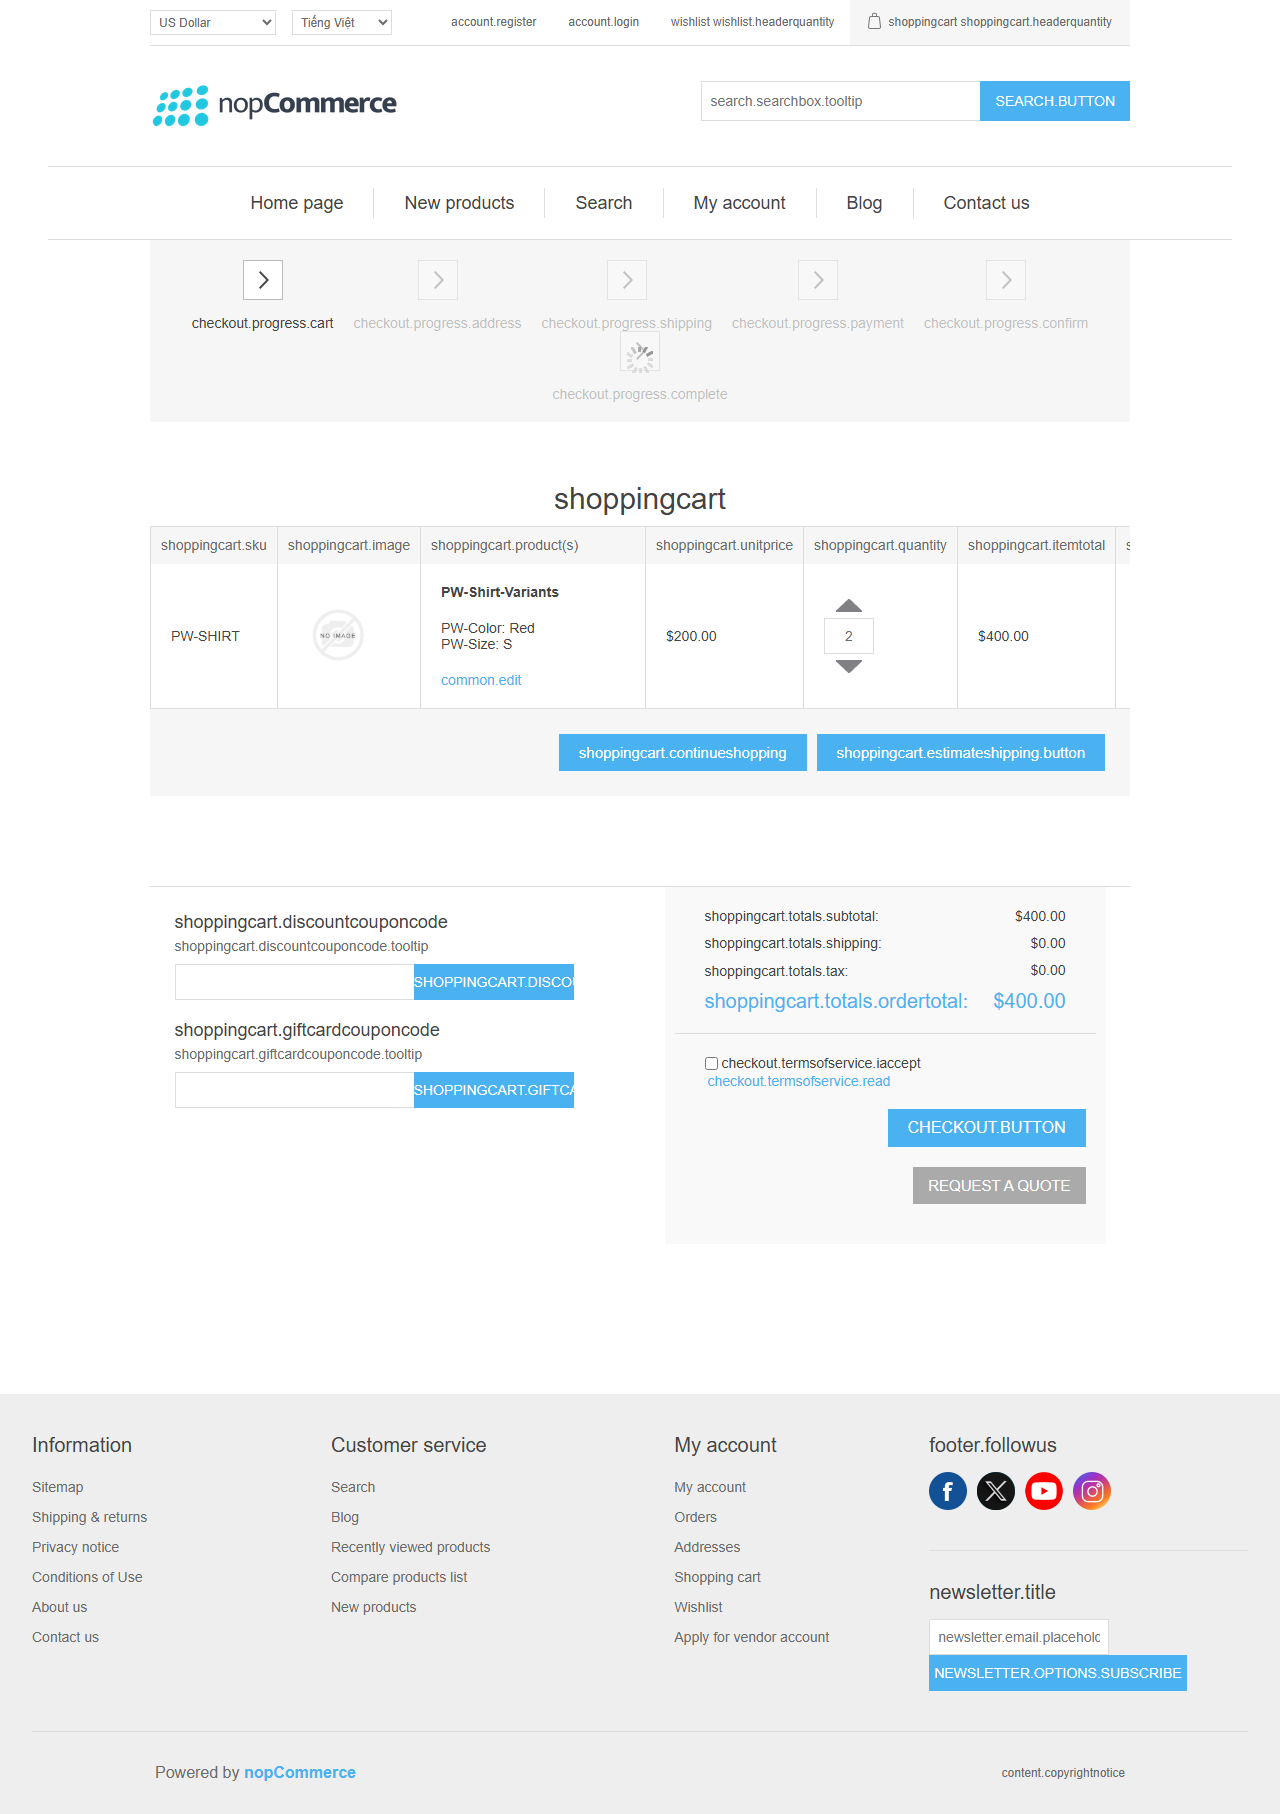 US Dollar Tiếng Việt account.register account.login wishlist wishlist.headerquantity shoppingcart shoppingcart.headerquantity
nopCommerce search.searchbox.tooltip SEARCH.BUTTON
Home page New products Search My account Blog Contact us
checkout.progress.cart checkout.progress.address checkout.progress.shipping checkout.progress.payment checkout.progress.confirm
checkout.progress.complete
shoppingcart
shoppingcart.sku shoppingcart.image shoppingcart.product(s) shoppingcart.unitprice shoppingcart.quantity shoppingcart.itemtotal
PW-Shirt-Variants
PW-Color: Red
PW-SHIRT NO IMAGE PW-Size: S $200.00 2 $400.00
common.edit
shoppingcart.continueshopping shoppingcart.estimateshipping.button
shoppingcart.discountcouponcode
shoppingcart.discountcouponcode.tooltip
SHOPPINGCART.DISCOU
shoppingcart.giftcardcouponcode
shoppingcart.giftcardcouponcode.tooltip
SHOPPINGCART.GIFTCA
shoppingcart.totals.subtotal: $400.00
shoppingcart.totals.shipping: $0.00
shoppingcart.totals.tax: $0.00
shoppingcart.totals.ordertotal: $400.00
checkout.termsofservice.iaccept
checkout.termsofservice.read
CHECKOUT.BUTTON
REQUEST A QUOTE
Information
Sitemap
Shipping & returns
Privacy notice
Conditions of Use
About us
Contact us
Customer service
Search
Blog
Recently viewed products
Compare products list
New products
My account
My account
Orders
Addresses
Shopping cart
Wishlist
Apply for vendor account
footer.followus
newsletter.title
newsletter.email.placehold
NEWSLETTER.OPTIONS.SUBSCRIBE
Powered by nopCommerce content.copyrightnotice